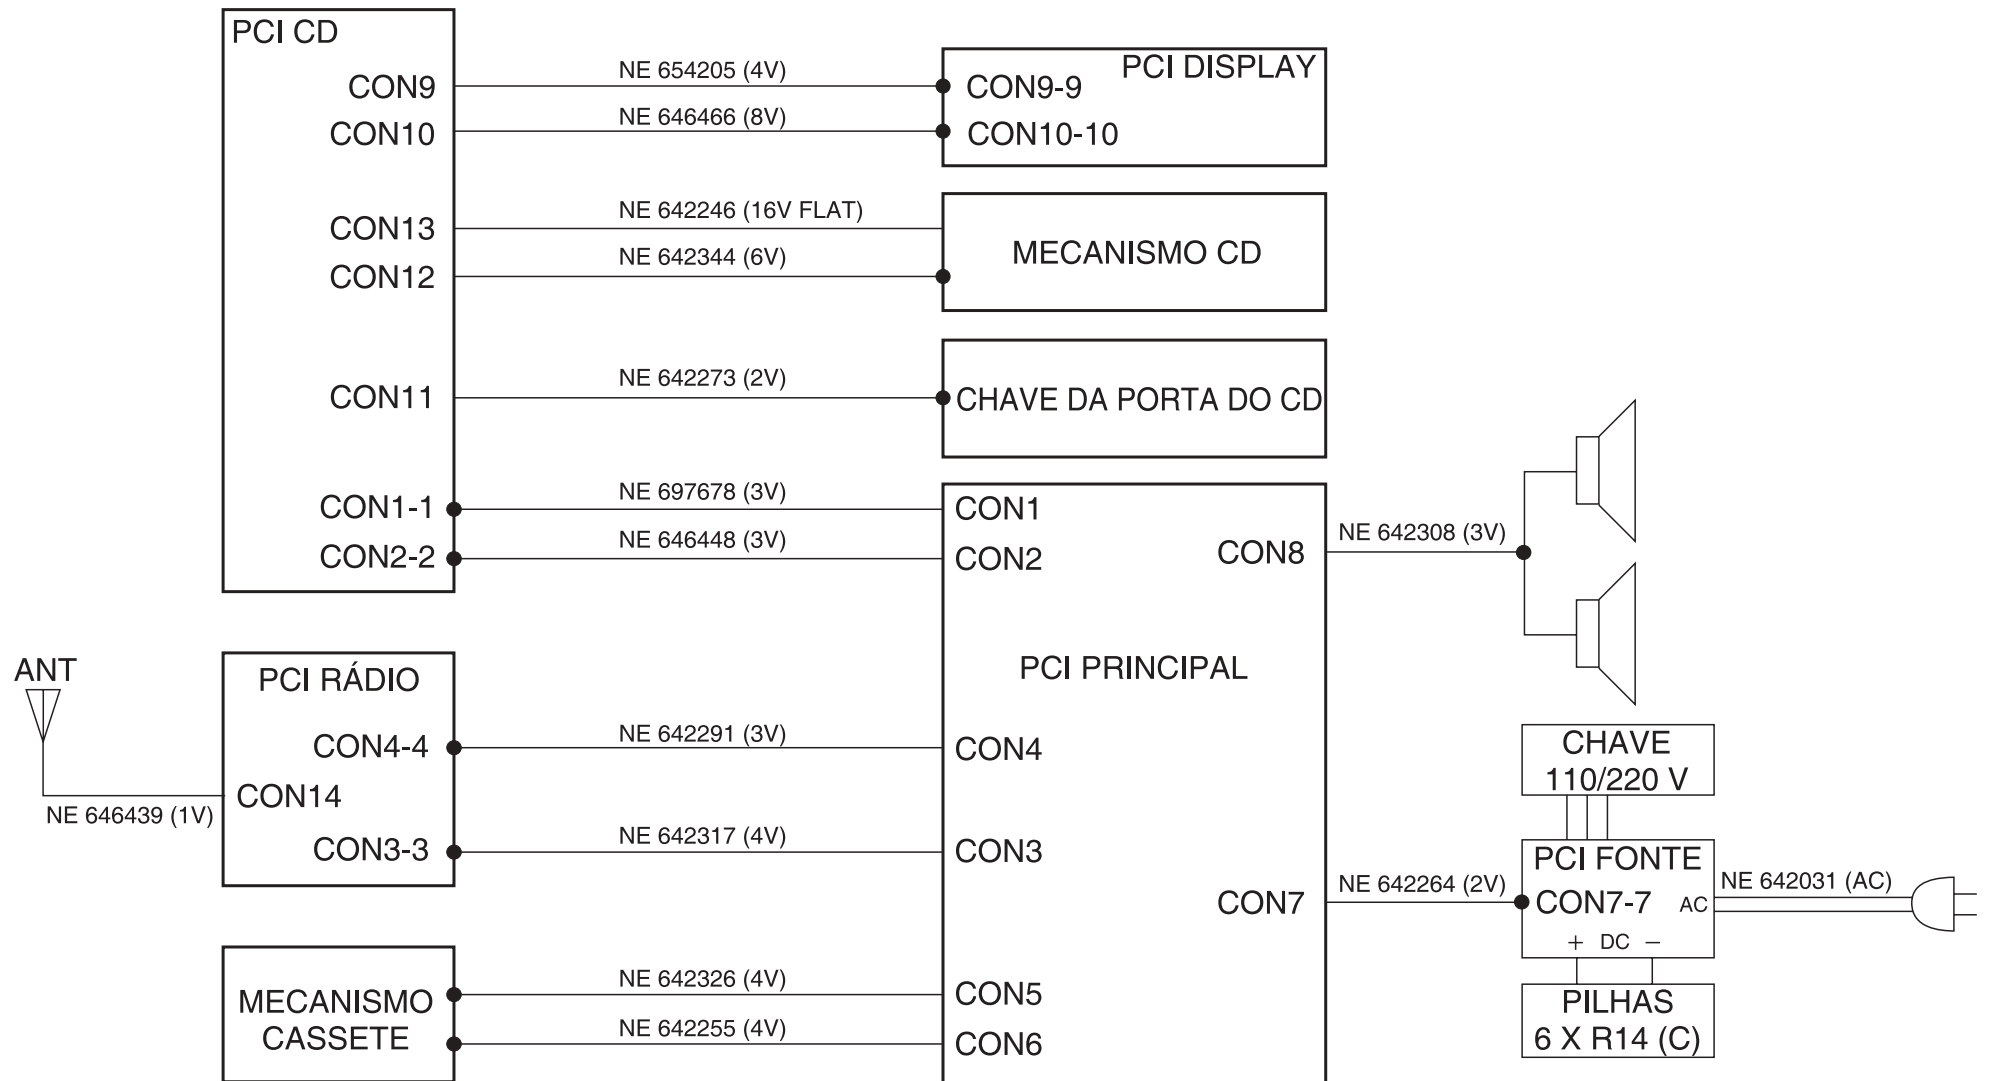 PCI CD
CON9
NE 654205 (4V)
CON9-9
PCI DISPLAY
CON10
NE 646466 (8V)
CON10-10
CON13
NE 642246 (16V FLAT)
MECANISMO CD
CON12
NE 642344 (6V)
CON11
NE 642273 (2V)
CHAVE DA PORTA DO CD
CON1-1
NE 697678 (3V)
CON1
CON2-2
NE 646448 (3V)
CON2
CON8
NE 642308 (3V)
PCI PRINCIPAL
ANT
PCI RÁDIO
CON4-4
NE 642291 (3V)
CON4
CON14
NE 646439 (1V)
CON3-3
NE 642317 (4V)
CON3
CHAVE
110/220 V
CON7
NE 642264 (2V)
PCI FONTE
CON7-7
AC
NE 642031 (AC)
+ DC −
PILHAS
6 X R14 (C)
MECANISMO
CASSETE
NE 642326 (4V)
CON5
NE 642255 (4V)
CON6